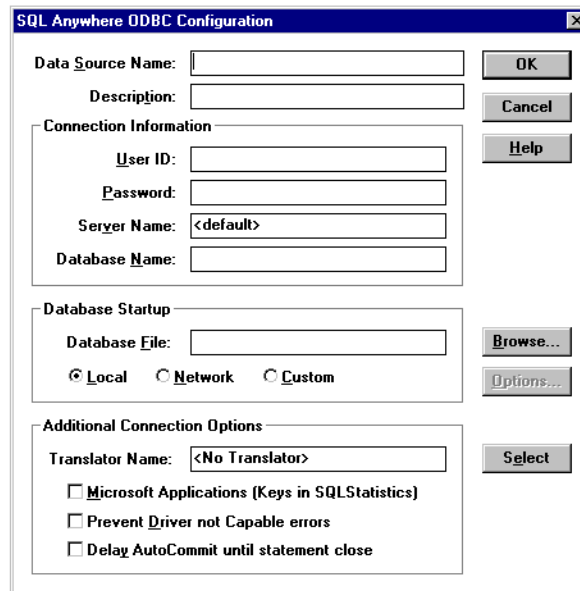 SQL Anywhere ODBC Configuration
Data Source Name:
OK
Description:
Cancel
Connection Information
Help
User ID:
Password:
Server Name: <default>
Database Name:
Database Startup
Database File:
Browse...
Local Network Custom
Options...
Additional Connection Options
Translator Name: <No Translator>
Select
Microsoft Applications (Keys in SQLStatistics)
Prevent Driver not Capable errors
Delay AutoCommit until statement close